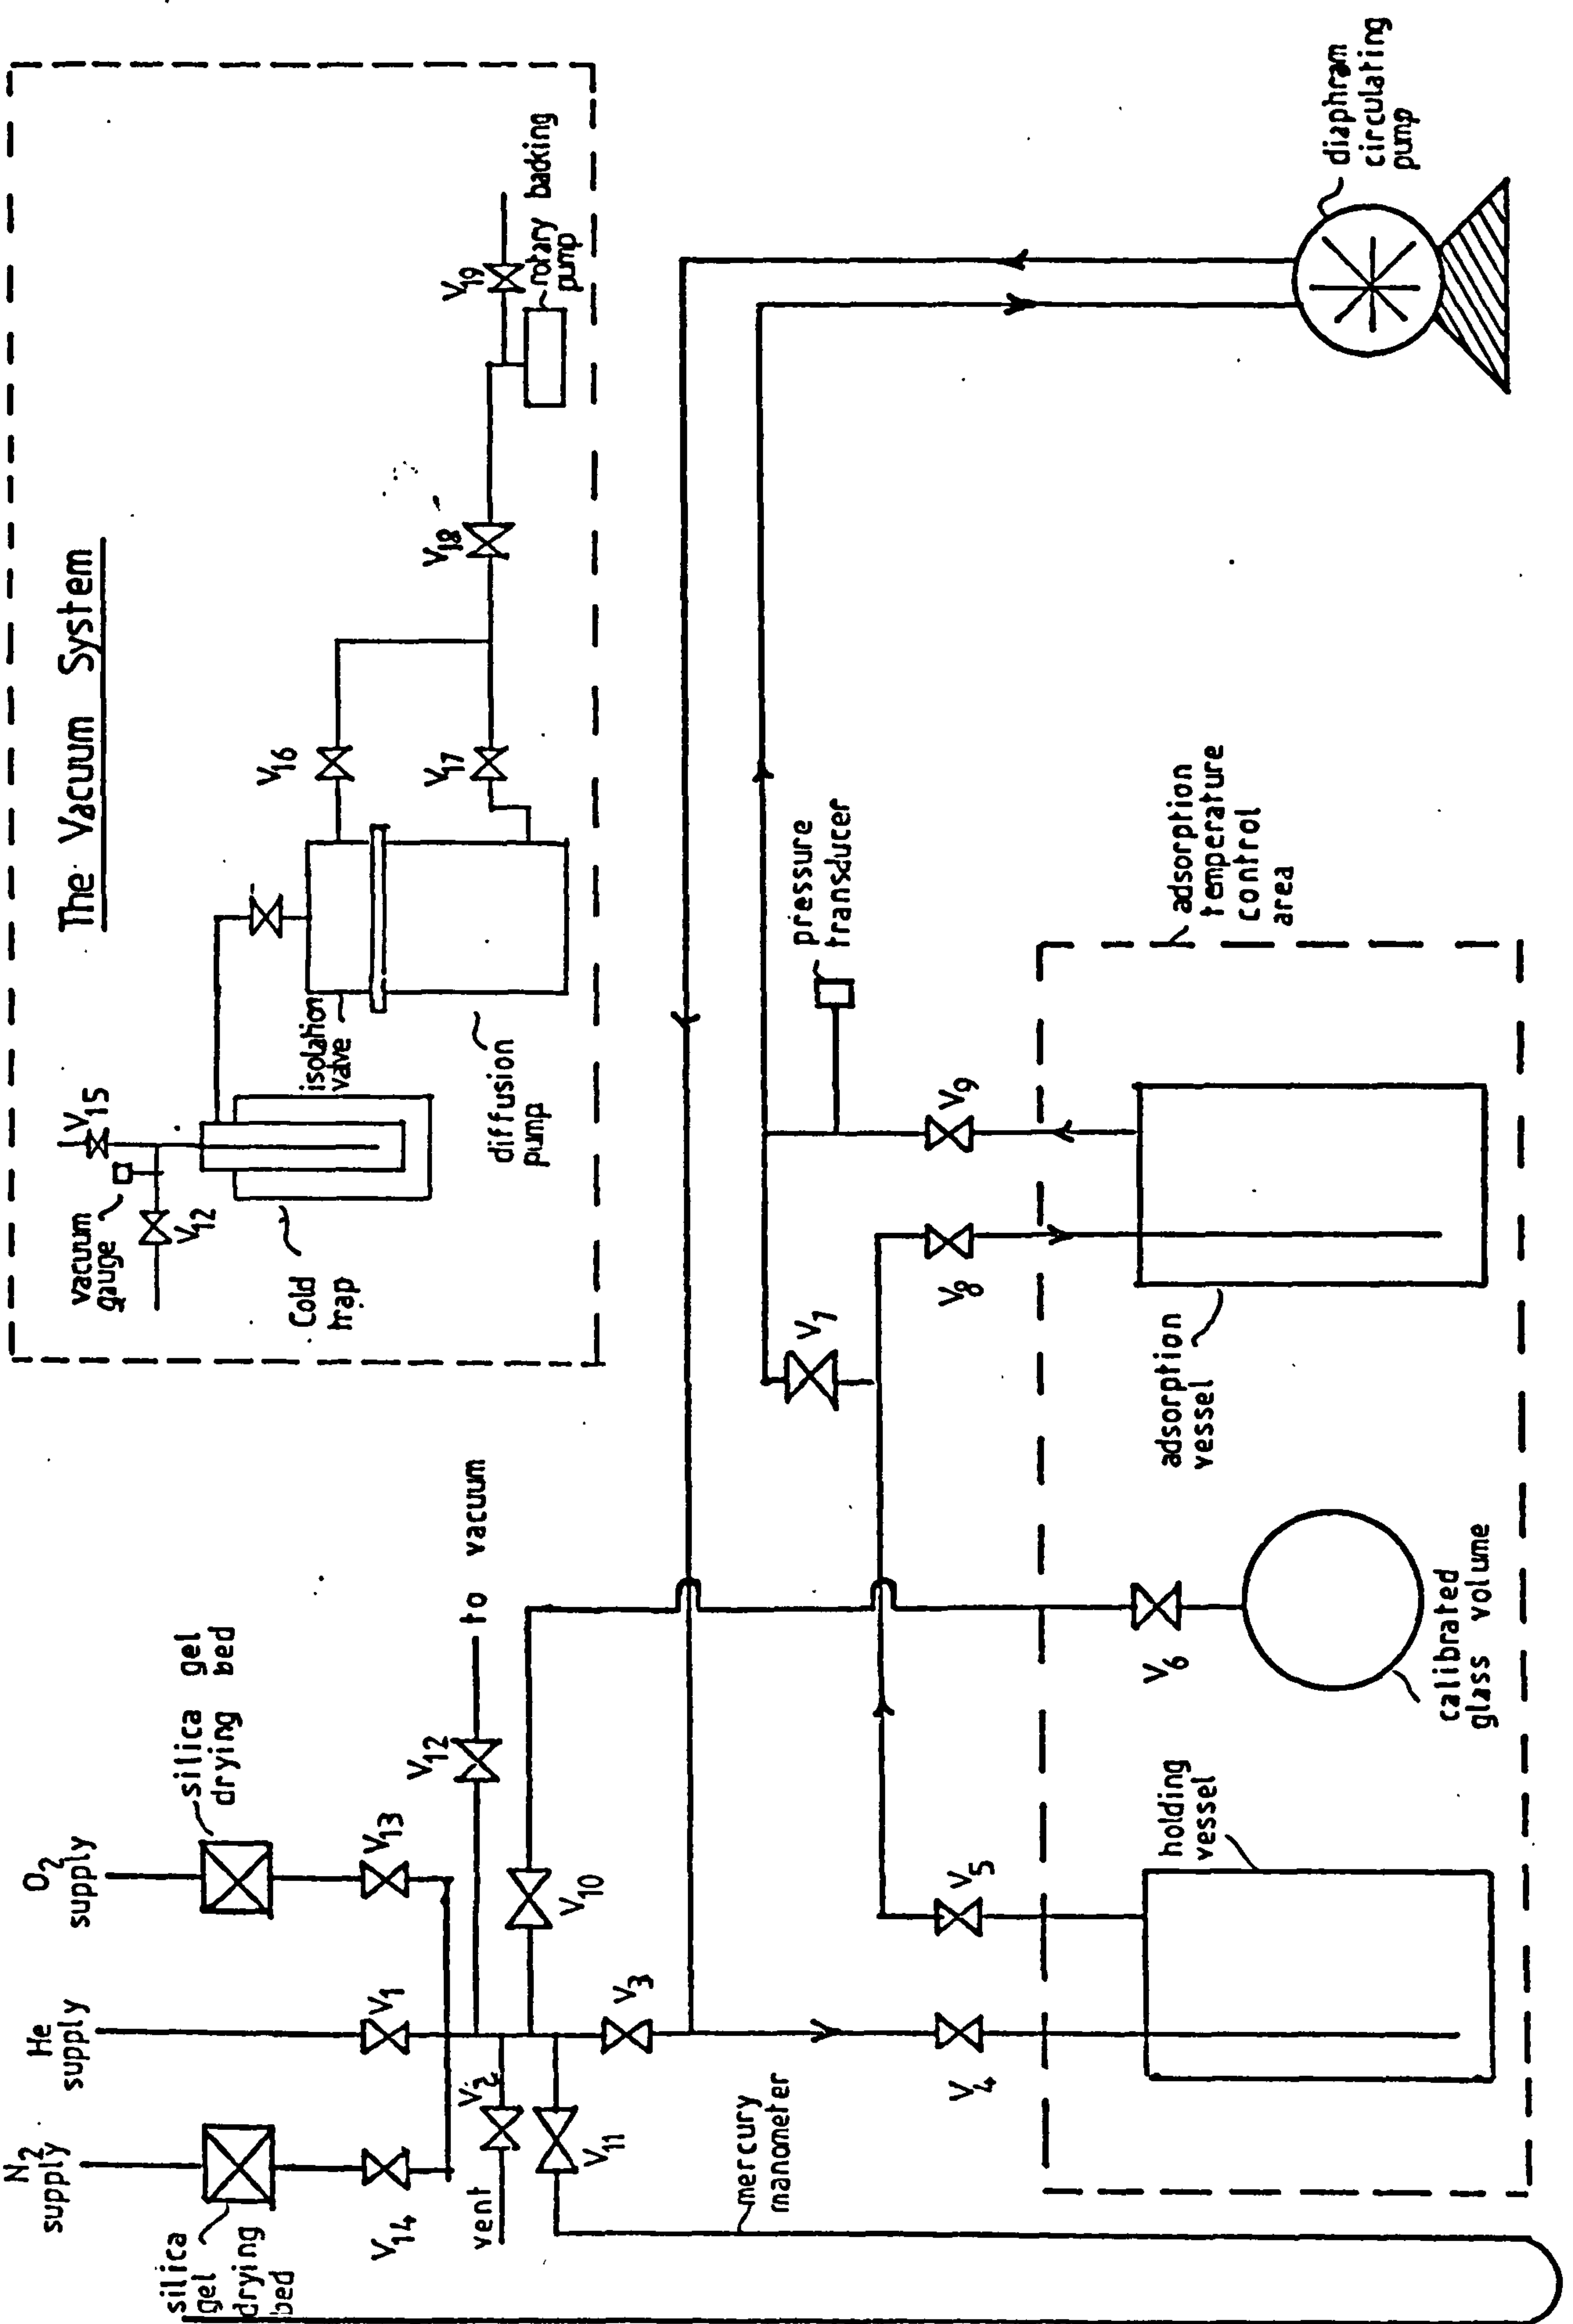 The Vacuum System
vacuum
gauge
V15
V12
Cold
trap
isolation
valve
diffusion
pump
V16
V17
V18
V19
rotary backing
pump
N2
supply
He
supply
O2
supply
silica
gel
drying
bed
silica gel
drying bed
V14
V1
V13
V12
to vacuum
vent
V2
V11
V10
V3
mercury
manometer
V4
V5
holding
vessel
V6
calibrated
glass volume
V7
V8
V9
pressure
transducer
adsorption
vessel
adsorption
temperature
control
area
diaphram
circulating
pump